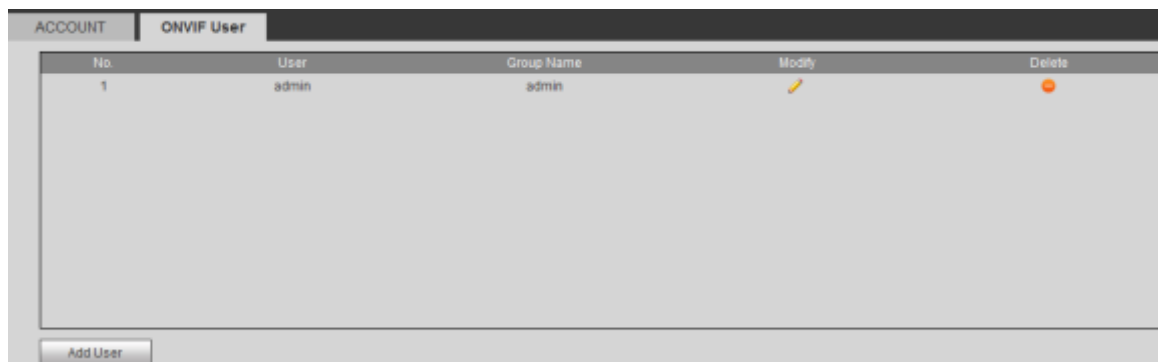 ACCOUNT ONVIF User
No. User Group Name Modify Delete
1 admin admin
Add User